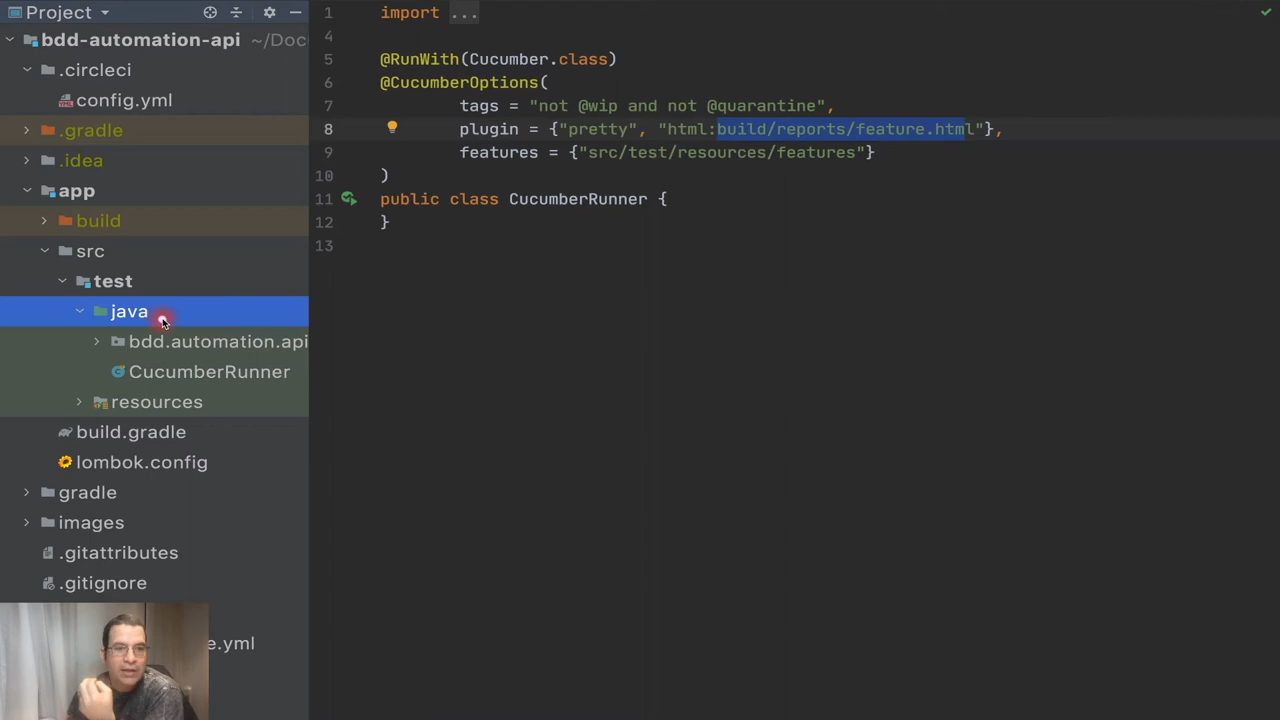 Project
bdd-automation-api ~/Doc
.circleci
config.yml
.gradle
.idea
app
build
src
test
java
bdd.automation.api
CucumberRunner
resources
build.gradle
lombok.config
gradle
images
.gitattributes
.gitignore
e.yml
1 import ...
4
5 @RunWith(Cucumber.class)
6 @CucumberOptions(
7 tags = "not @wip and not @quarantine",
8 plugin = {"pretty", "html:build/reports/feature.html"},
9 features = {"src/test/resources/features"}
10 )
11 public class CucumberRunner {
12 }
13